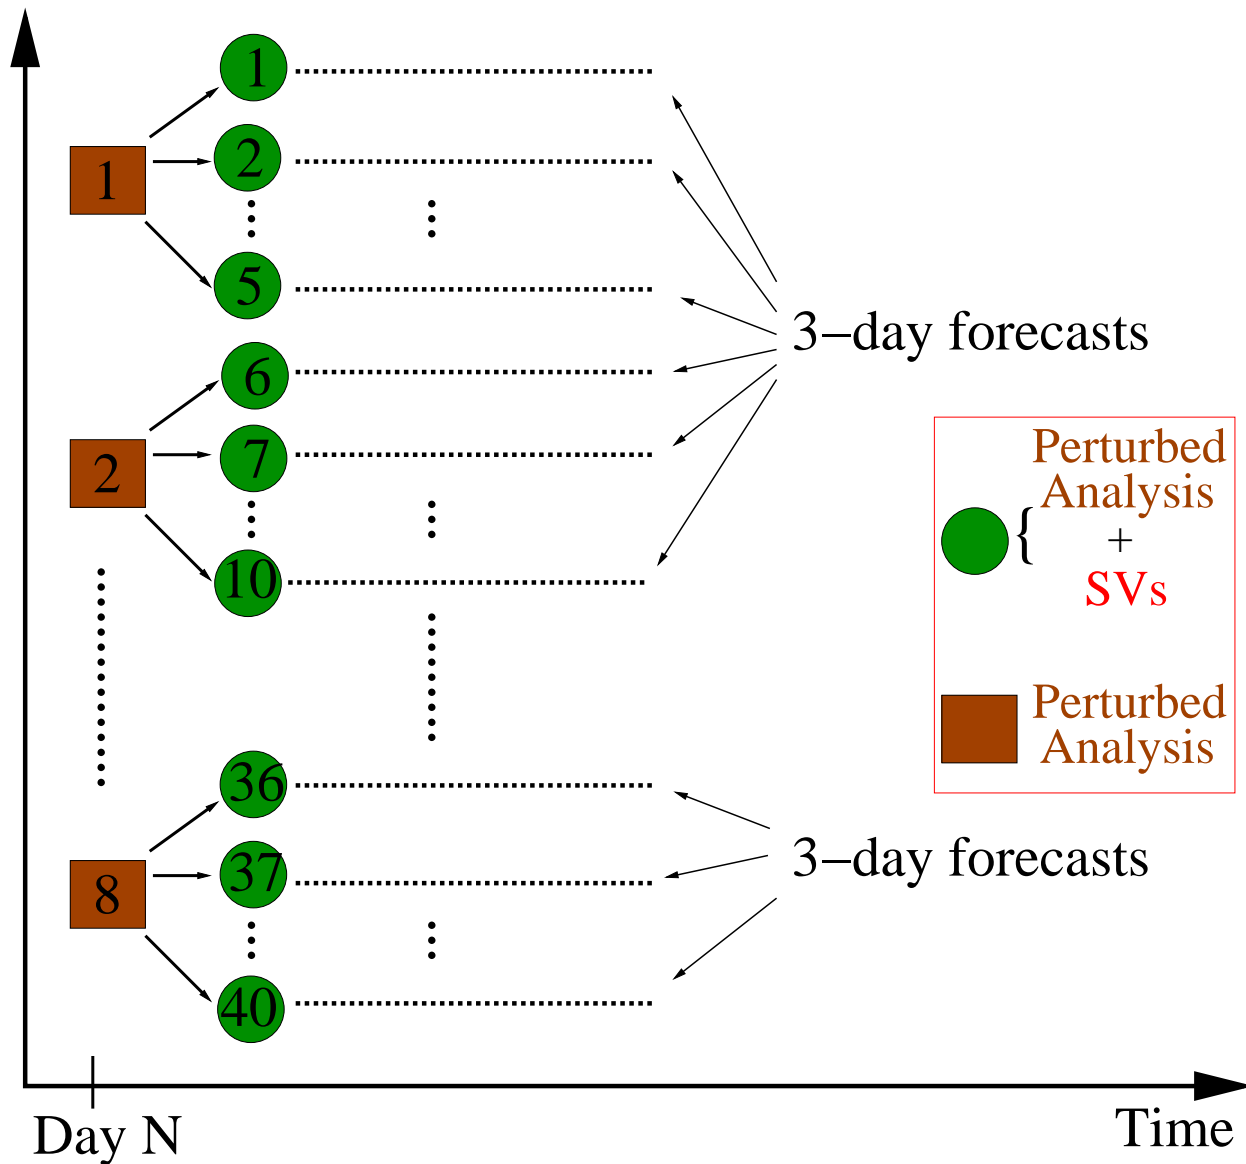 1
1
2
5
3–day forecasts
6
2
7
10
Perturbed
Analysis
{ +
SVs
Perturbed
Analysis
36
8
37
3–day forecasts
40
Day N
Time